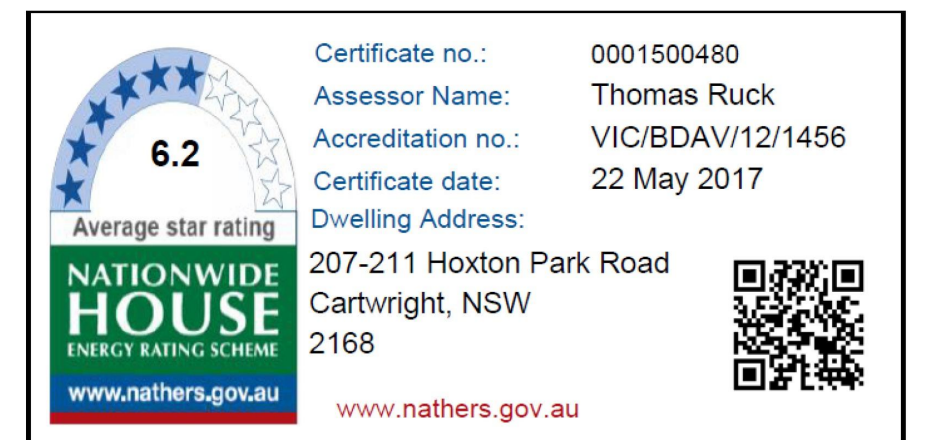 6.2
Average star rating
NATIONWIDE
HOUSE
ENERGY RATING SCHEME
www.nathers.gov.au
Certificate no.: 0001500480
Assessor Name: Thomas Ruck
Accreditation no.: VIC/BDAV/12/1456
Certificate date: 22 May 2017
Dwelling Address:
207-211 Hoxton Park Road
Cartwright, NSW
2168
www.nathers.gov.au